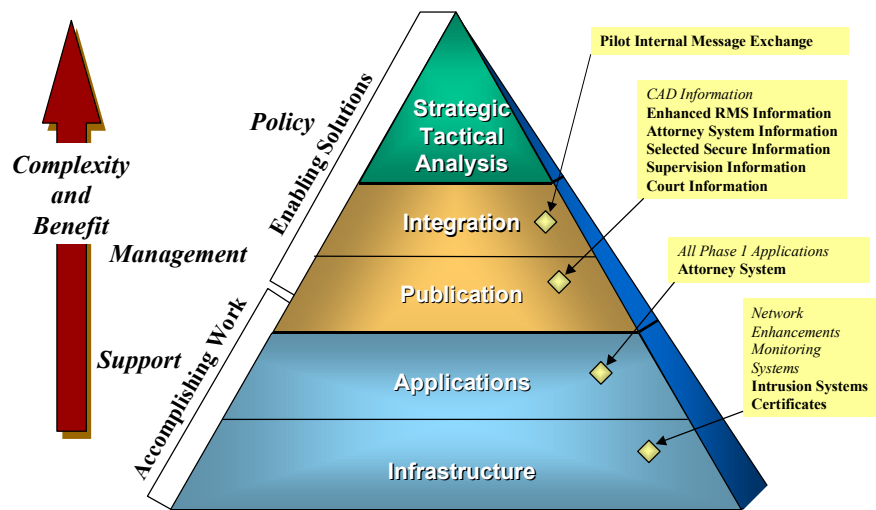 Pilot Internal Message Exchange
CAD Information
Enhanced RMS Information
Attorney System Information
Selected Secure Information
Supervision Information
Court Information
Policy
Enabling Solutions
Strategic
Tactical
Analysis
Complexity
and
Benefit
Management
Integration
Publication
All Phase 1 Applications
Attorney System
Support
Accomplishing Work
Applications
Infrastructure
Network
Enhancements
Monitoring
Systems
Intrusion Systems
Certificates